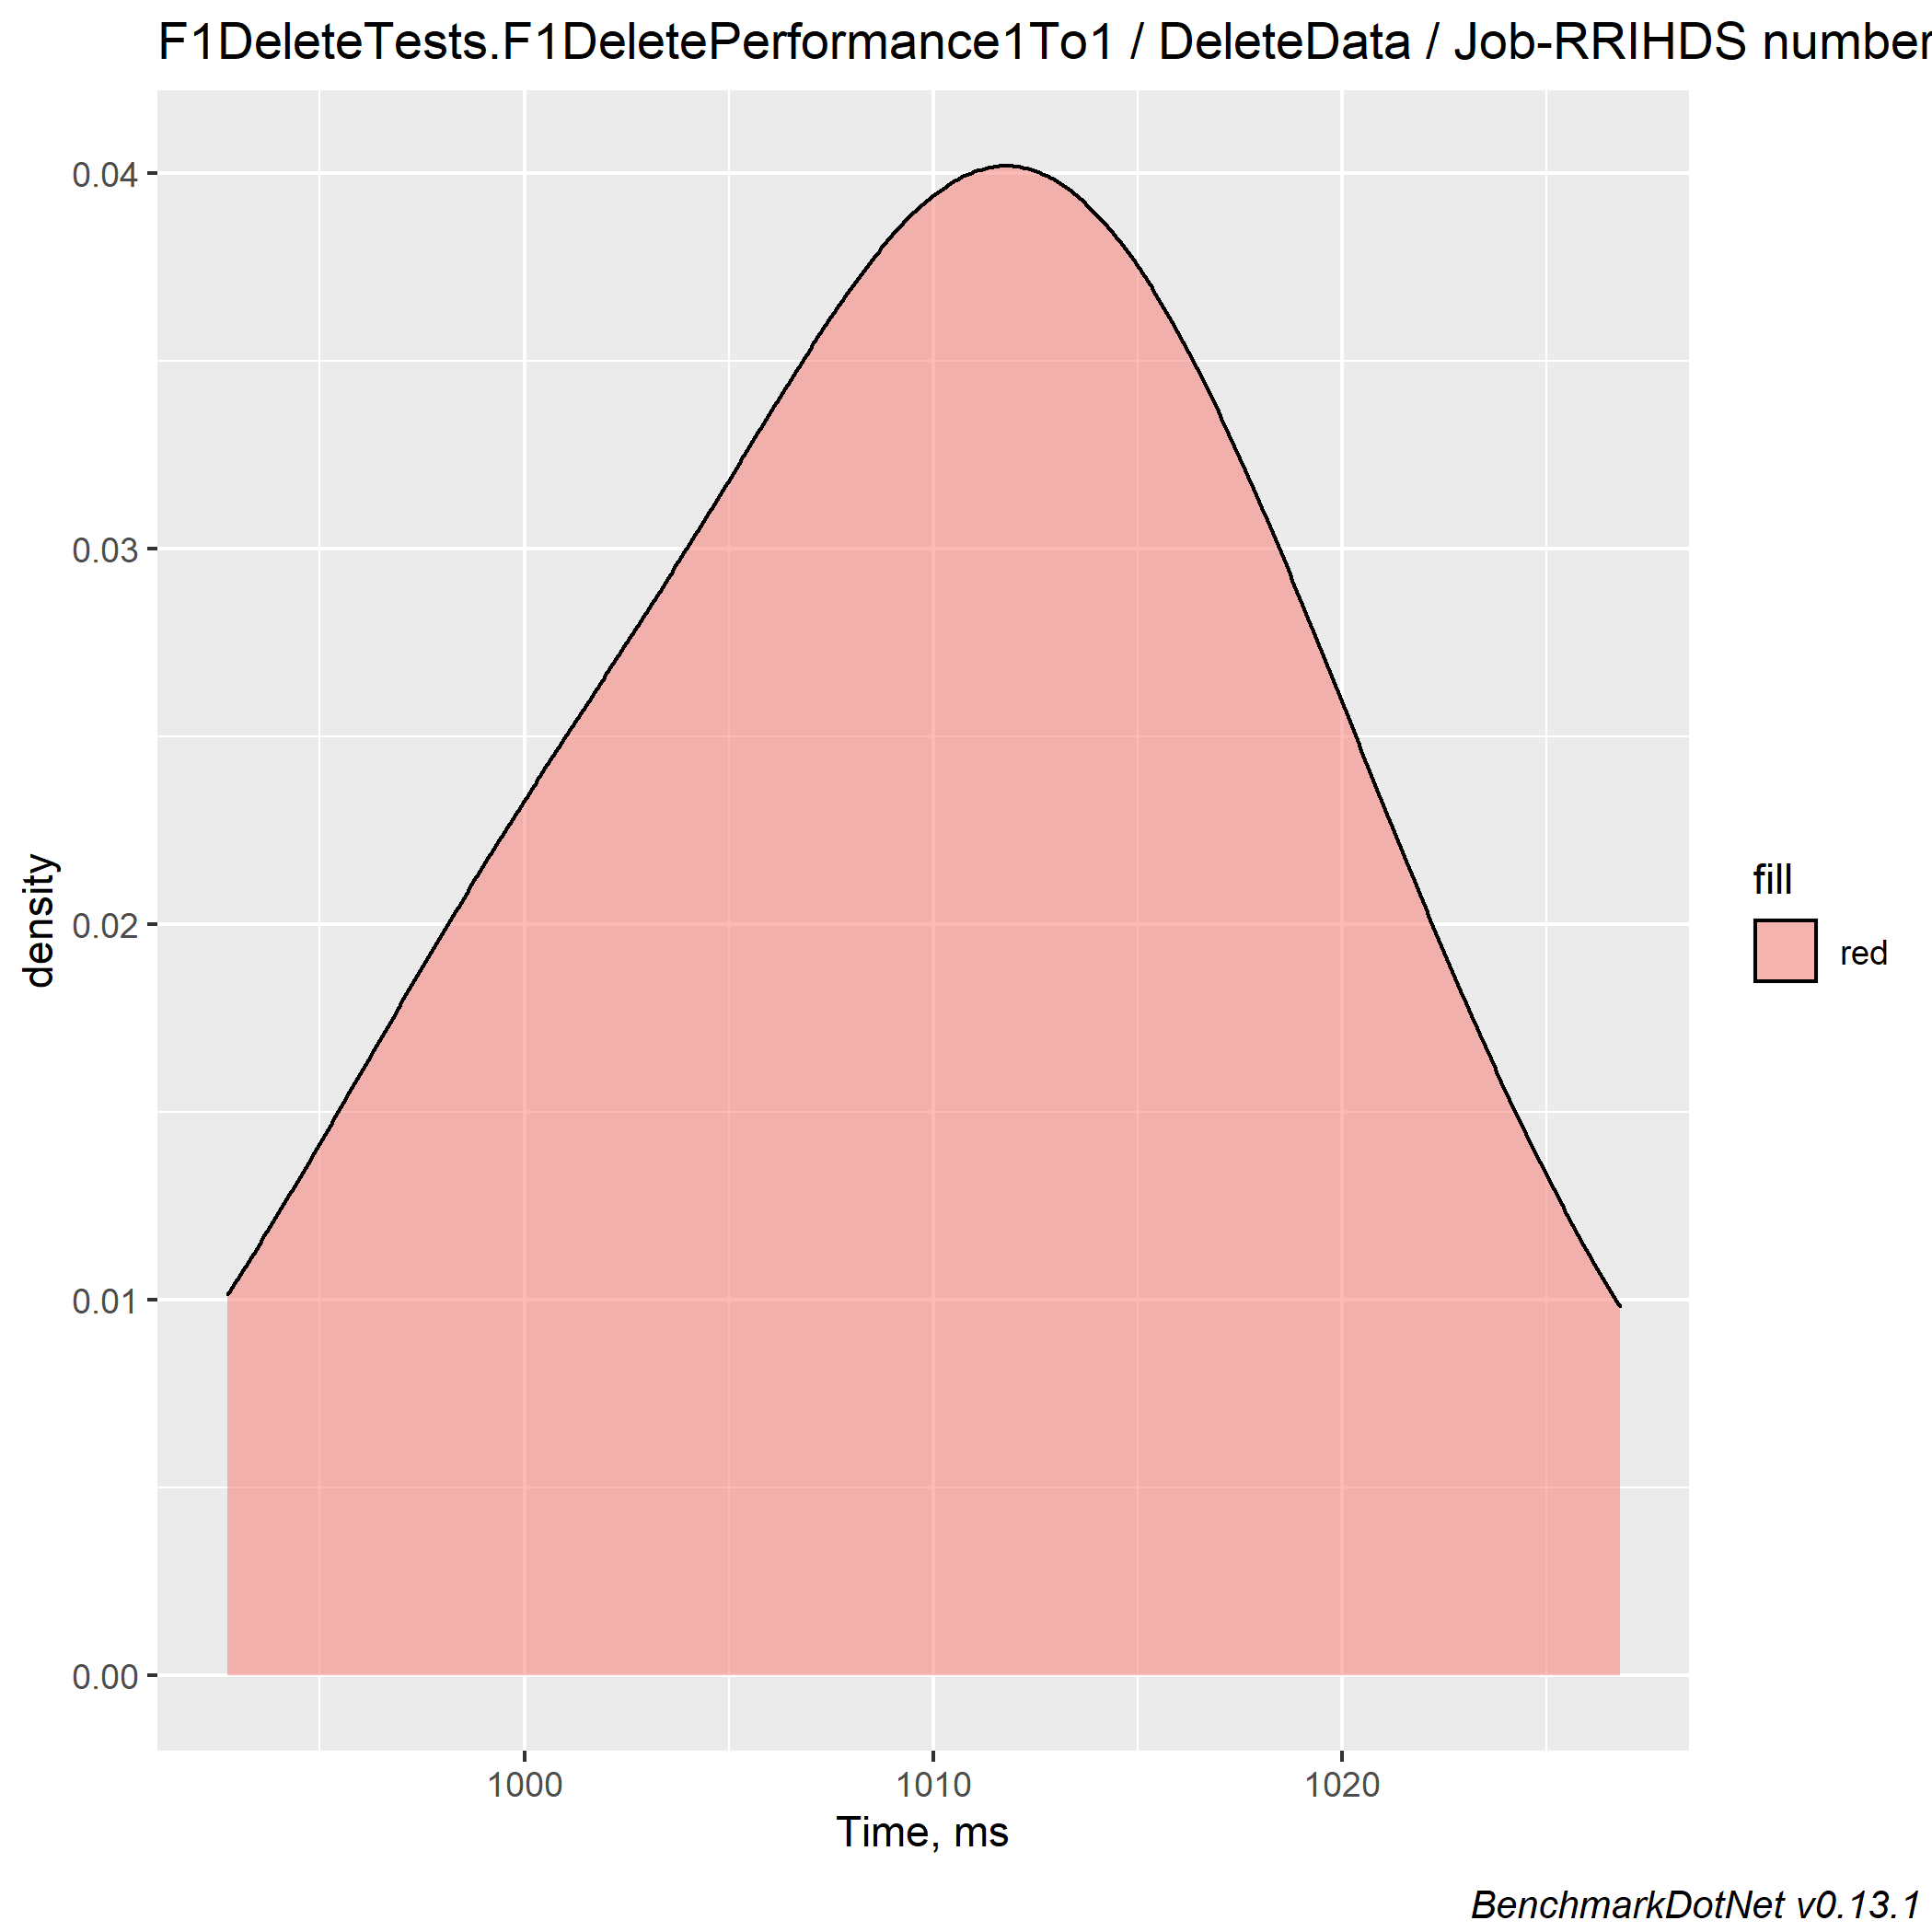 F1DeleteTests.F1DeletePerformance1To1 / DeleteData / Job-RRIHDS number
0.04
0.03
0.02
0.01
0.00
density
1000 1010 1020
Time, ms
fill
red
BenchmarkDotNet v0.13.1